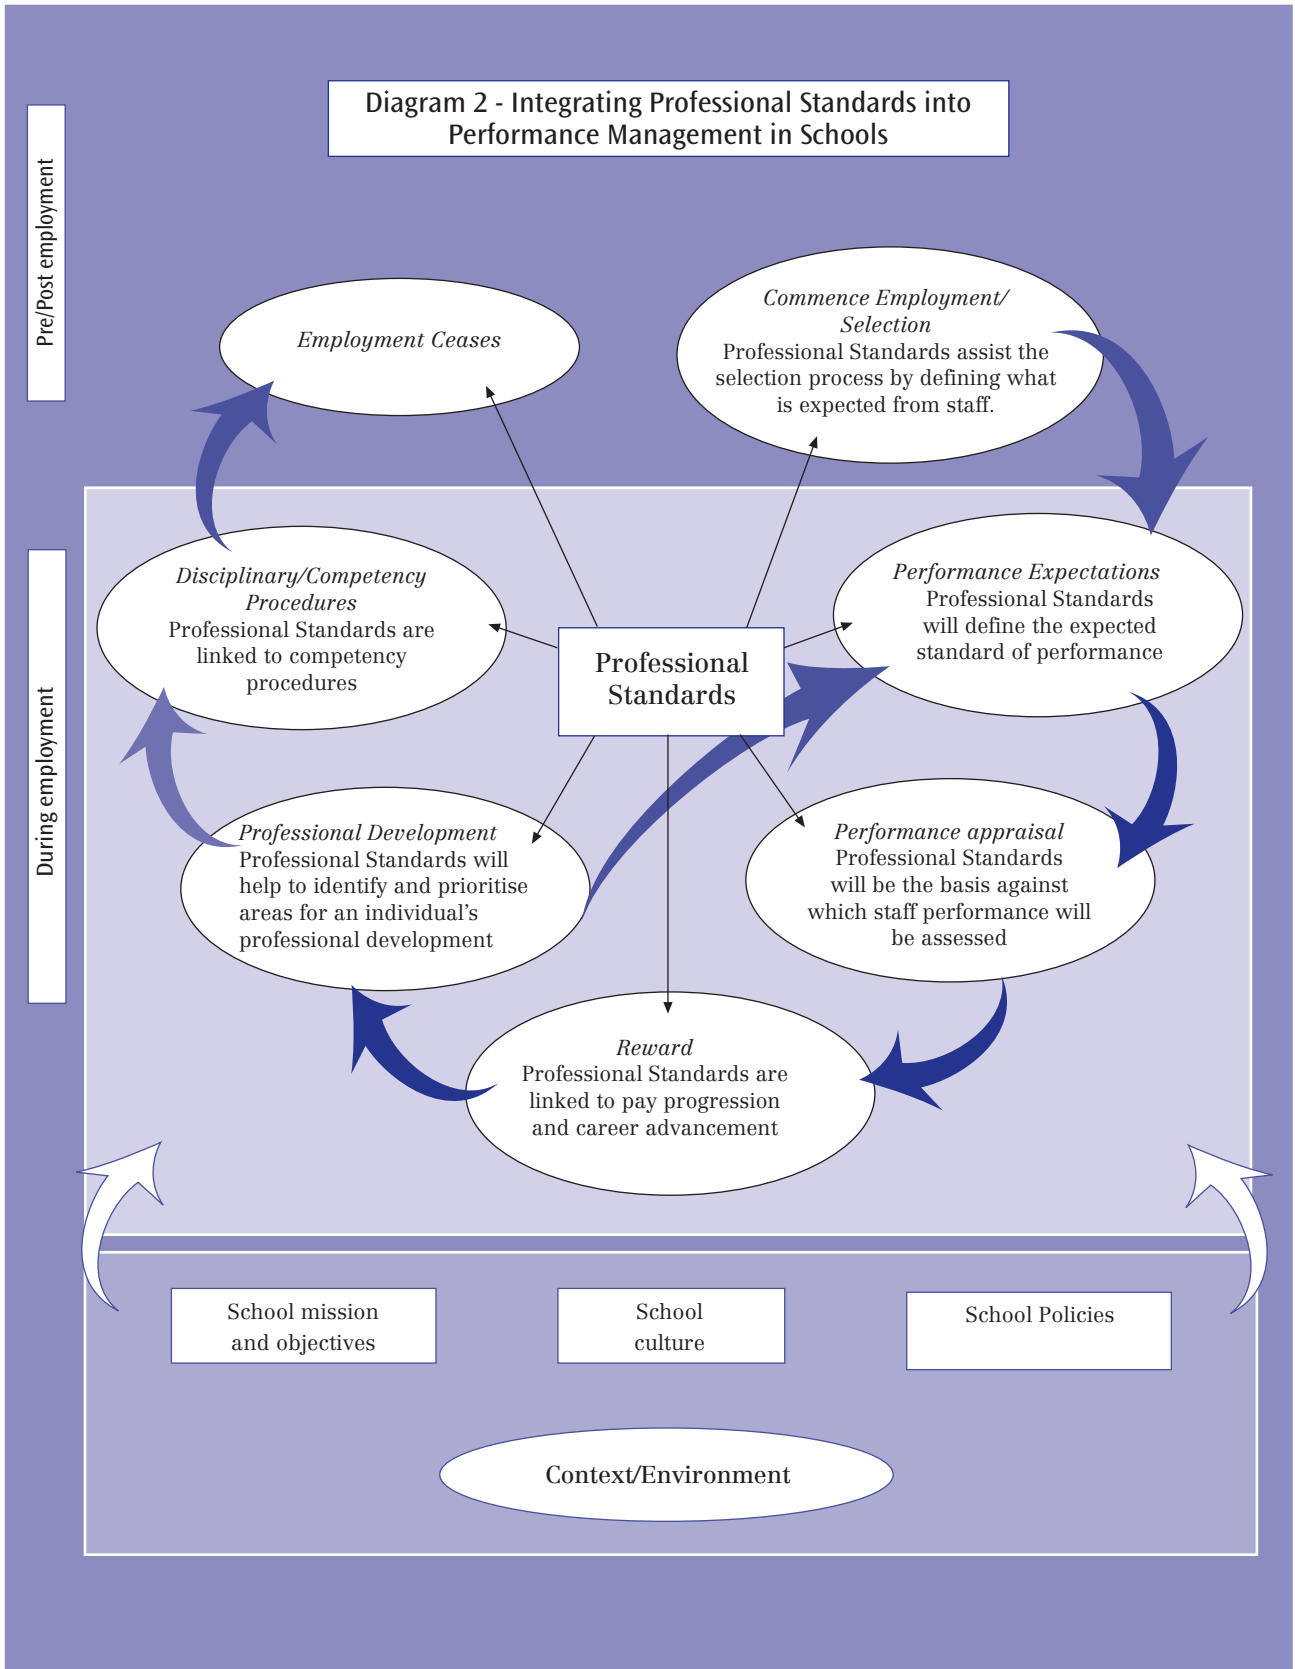 Diagram 2 - Integrating Professional Standards into
Performance Management in Schools
Pre/Post employment
Employment Ceases
Commence Employment/
Selection
Professional Standards assist the
selection process by defining what
is expected from staff.
During employment
Disciplinary/Competency
Procedures
Professional Standards are
linked to competency
procedures
Professional
Standards
Performance Expectations
Professional Standards
will define the expected
standard of performance
Professional Development
Professional Standards will
help to identify and prioritise
areas for an individual's
professional development
Performance appraisal
Professional Standards
will be the basis against
which staff performance will
be assessed
Reward
Professional Standards are
linked to pay progression
and career advancement
School mission
and objectives
School
culture
School Policies
Context/Environment